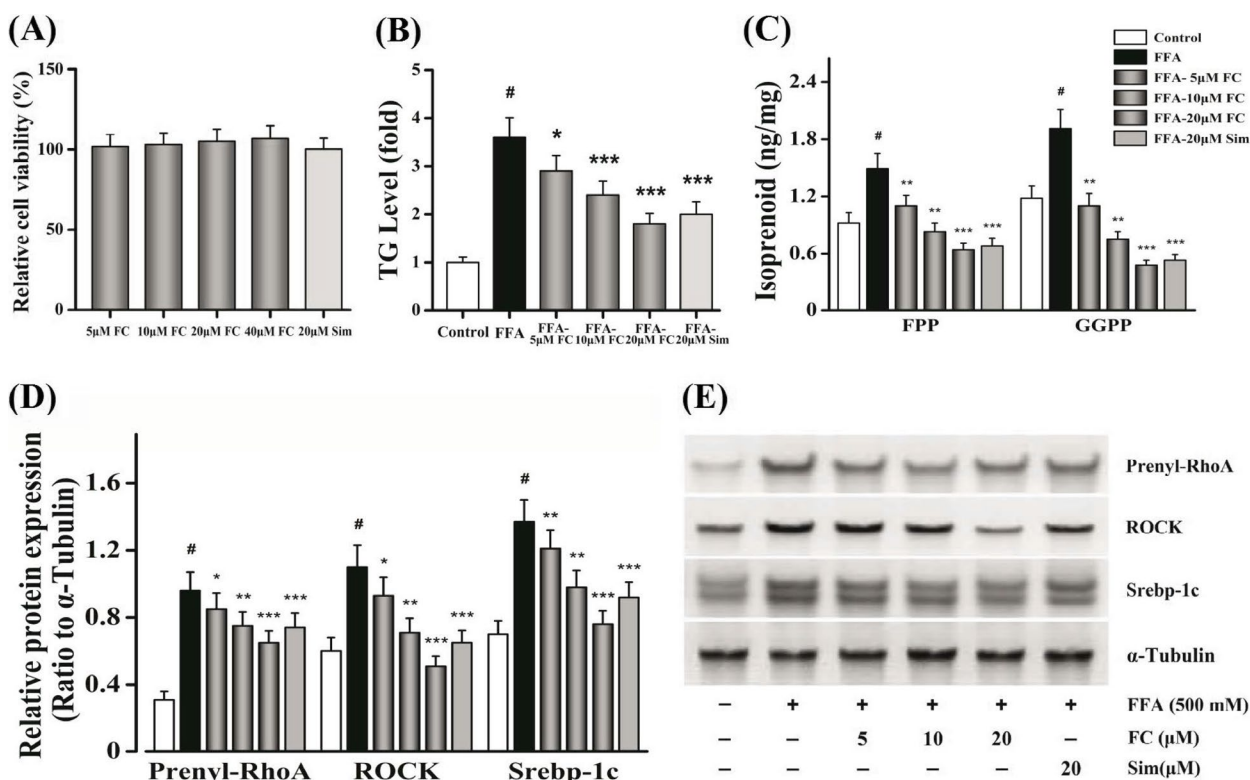 (A)
Relative cell viability (%)
150
100
50
0
5μM FC 10μM FC 20μM FC 40μM FC 20μM Sim
(B)
TG Level (fold)
5
4
3
2
1
0
#
*
***
***
***
Control FFA FFA-5μM FC FFA-10μM FC FFA-20μM FC FFA-20μM Sim
(C)
Isoprenoid (ng/mg)
2.4
1.8
1.2
0.6
0.0
# ** ** *** ***
# ** ** *** ***
FPP GGPP
Control
FFA
FFA- 5μM FC
FFA-10μM FC
FFA-20μM FC
FFA-20μM Sim
(D)
Relative protein expression
(Ratio to α-Tubulin)
1.6
1.2
0.8
0.4
0
# * ** *** ***
# * ** *** ***
# ** ** *** ***
Prenyl-RhoA ROCK Srebp-1c
(E)
Prenyl-RhoA
ROCK
Srebp-1c
α-Tubulin
– + + + + + FFA (500 mM)
– – 5 10 20 – FC (μM)
– – – – – 20 Sim(μM)